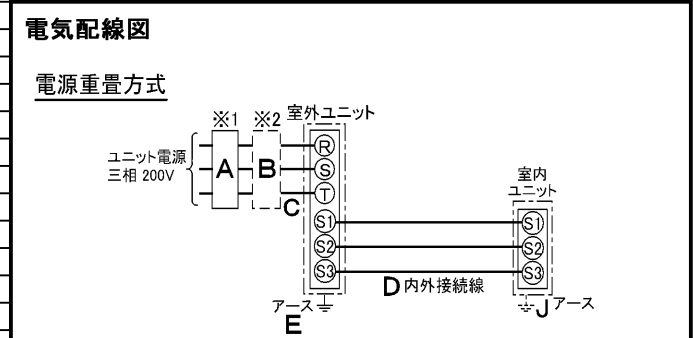 電気配線図
電源重畳方式
※1
※2
室外ユニット
ユニット電源
三相 200V
A
B
C
R
S
T
S1
S2
S3
アース
E
D 内外接続線
室内
ユニット
S1
S2
S3
J アース